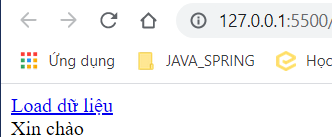 127.0.0.1:5500/
Ứng dụng JAVA_SPRING Học
Load dữ liệu
Xin chào